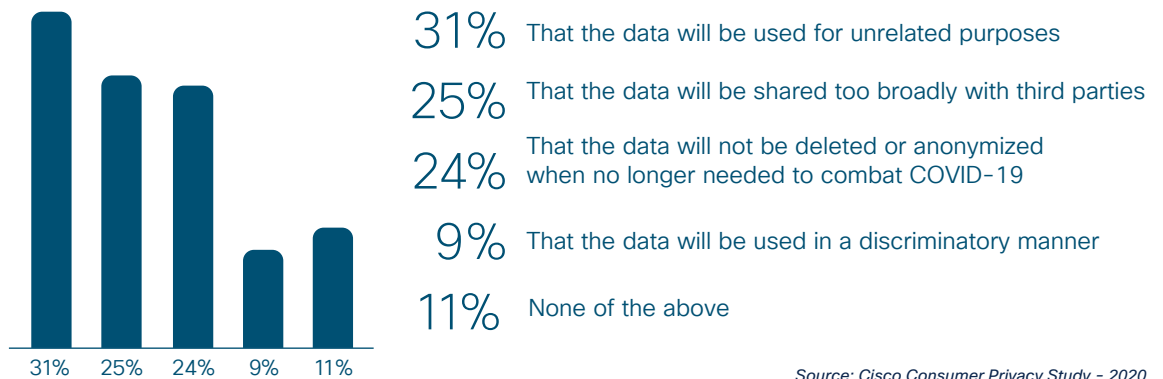 31% That the data will be used for unrelated purposes
25% That the data will be shared too broadly with third parties
24% That the data will not be deleted or anonymized
when no longer needed to combat COVID-19
9% That the data will be used in a discriminatory manner
11% None of the above
31% 25% 24% 9% 11%
Source: Cisco Consumer Privacy Study - 2020